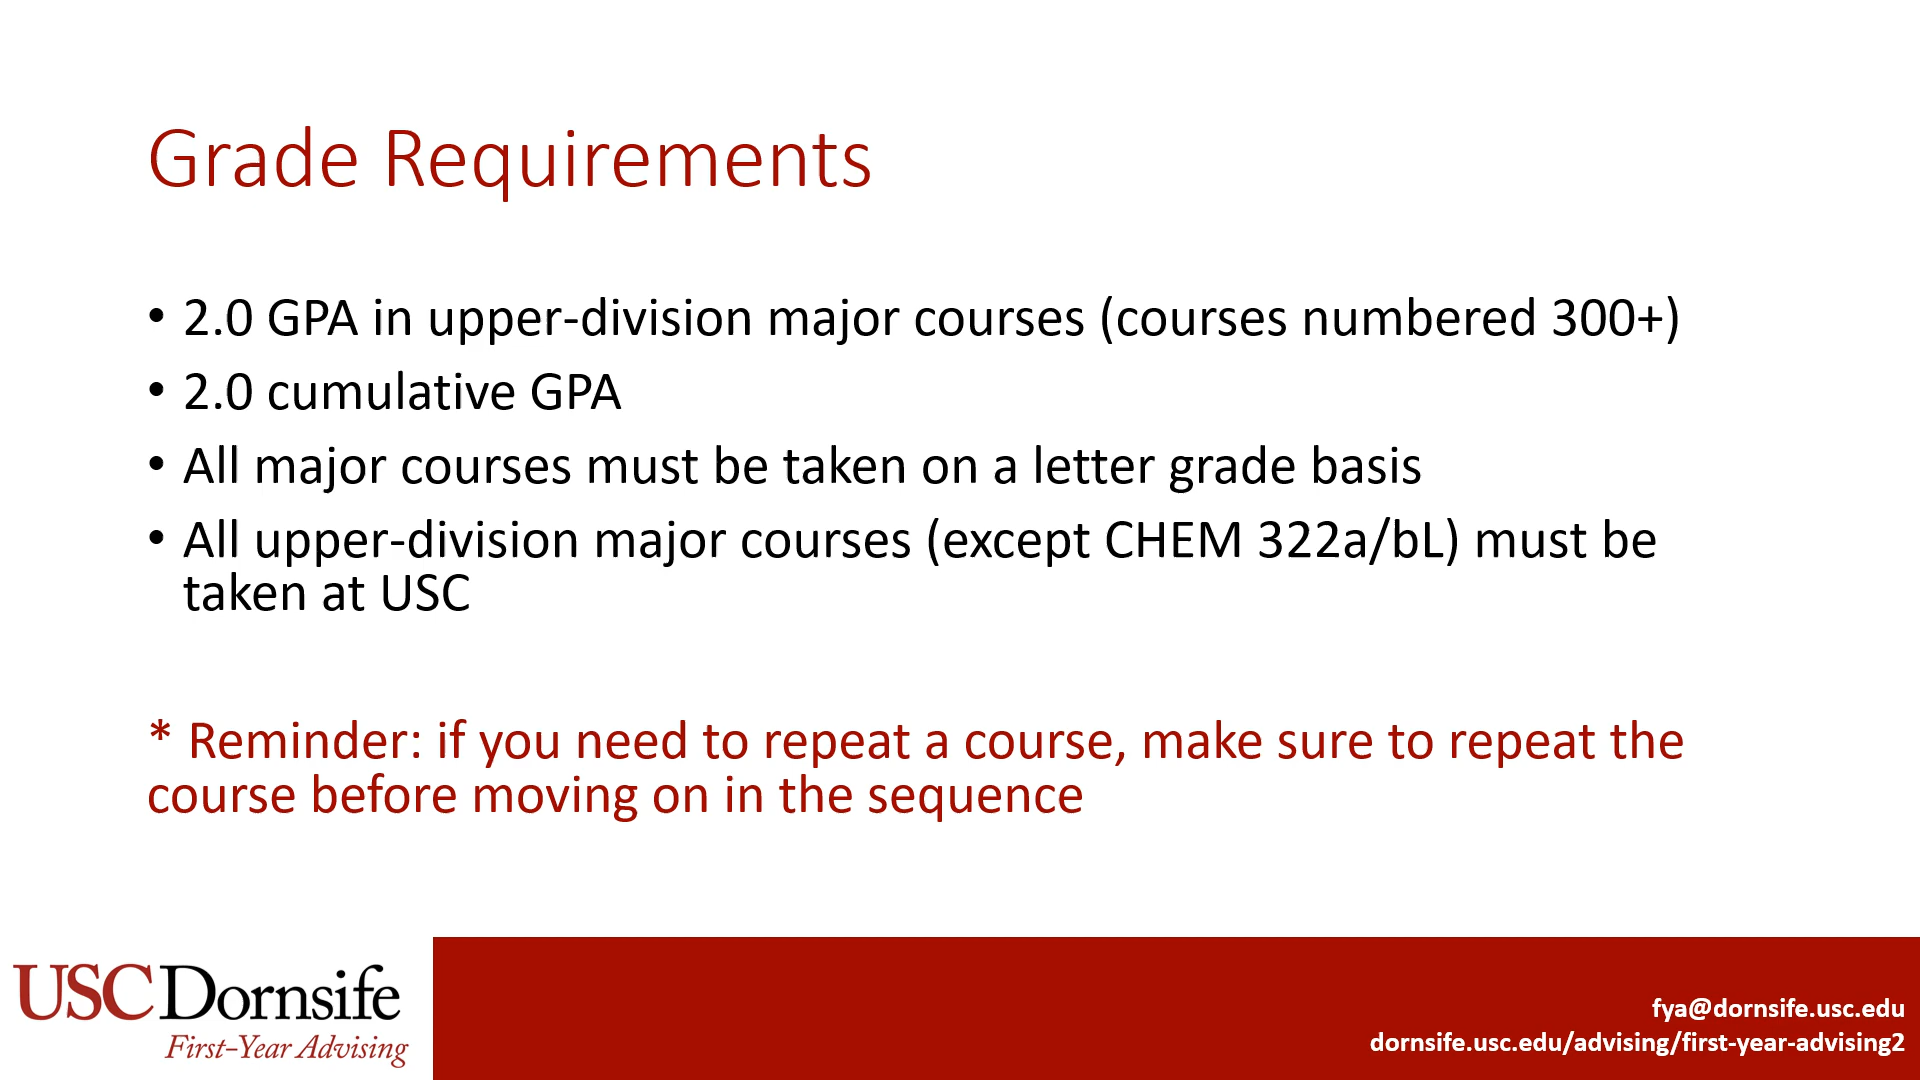 Grade Requirements
• 2.0 GPA in upper-division major courses (courses numbered 300+)
• 2.0 cumulative GPA
• All major courses must be taken on a letter grade basis
• All upper-division major courses (except CHEM 322a/bL) must be
taken at USC
* Reminder: if you need to repeat a course, make sure to repeat the
course before moving on in the sequence
USC Dornsife
First-Year Advising
fya@dornsife.usc.edu
dornsife.usc.edu/advising/first-year-advising2